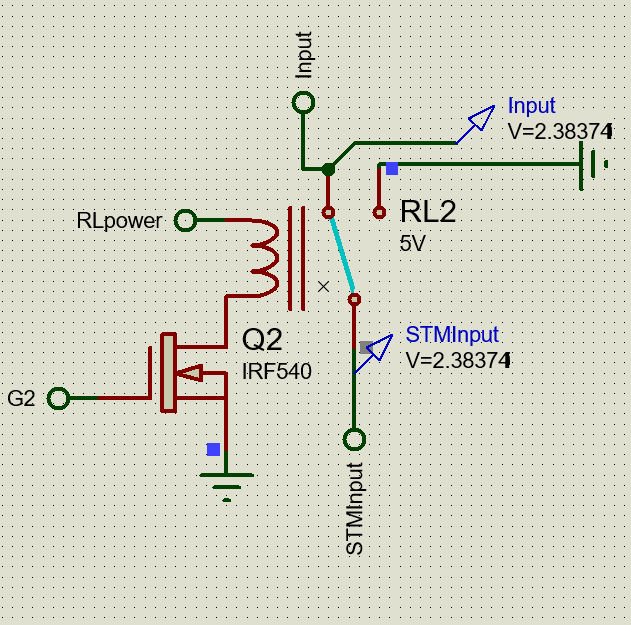 Input
Input
V=2.38374
RLpower
RL2
5V
STMInput
V=2.38374
Q2
IRF540
G2
STMInput